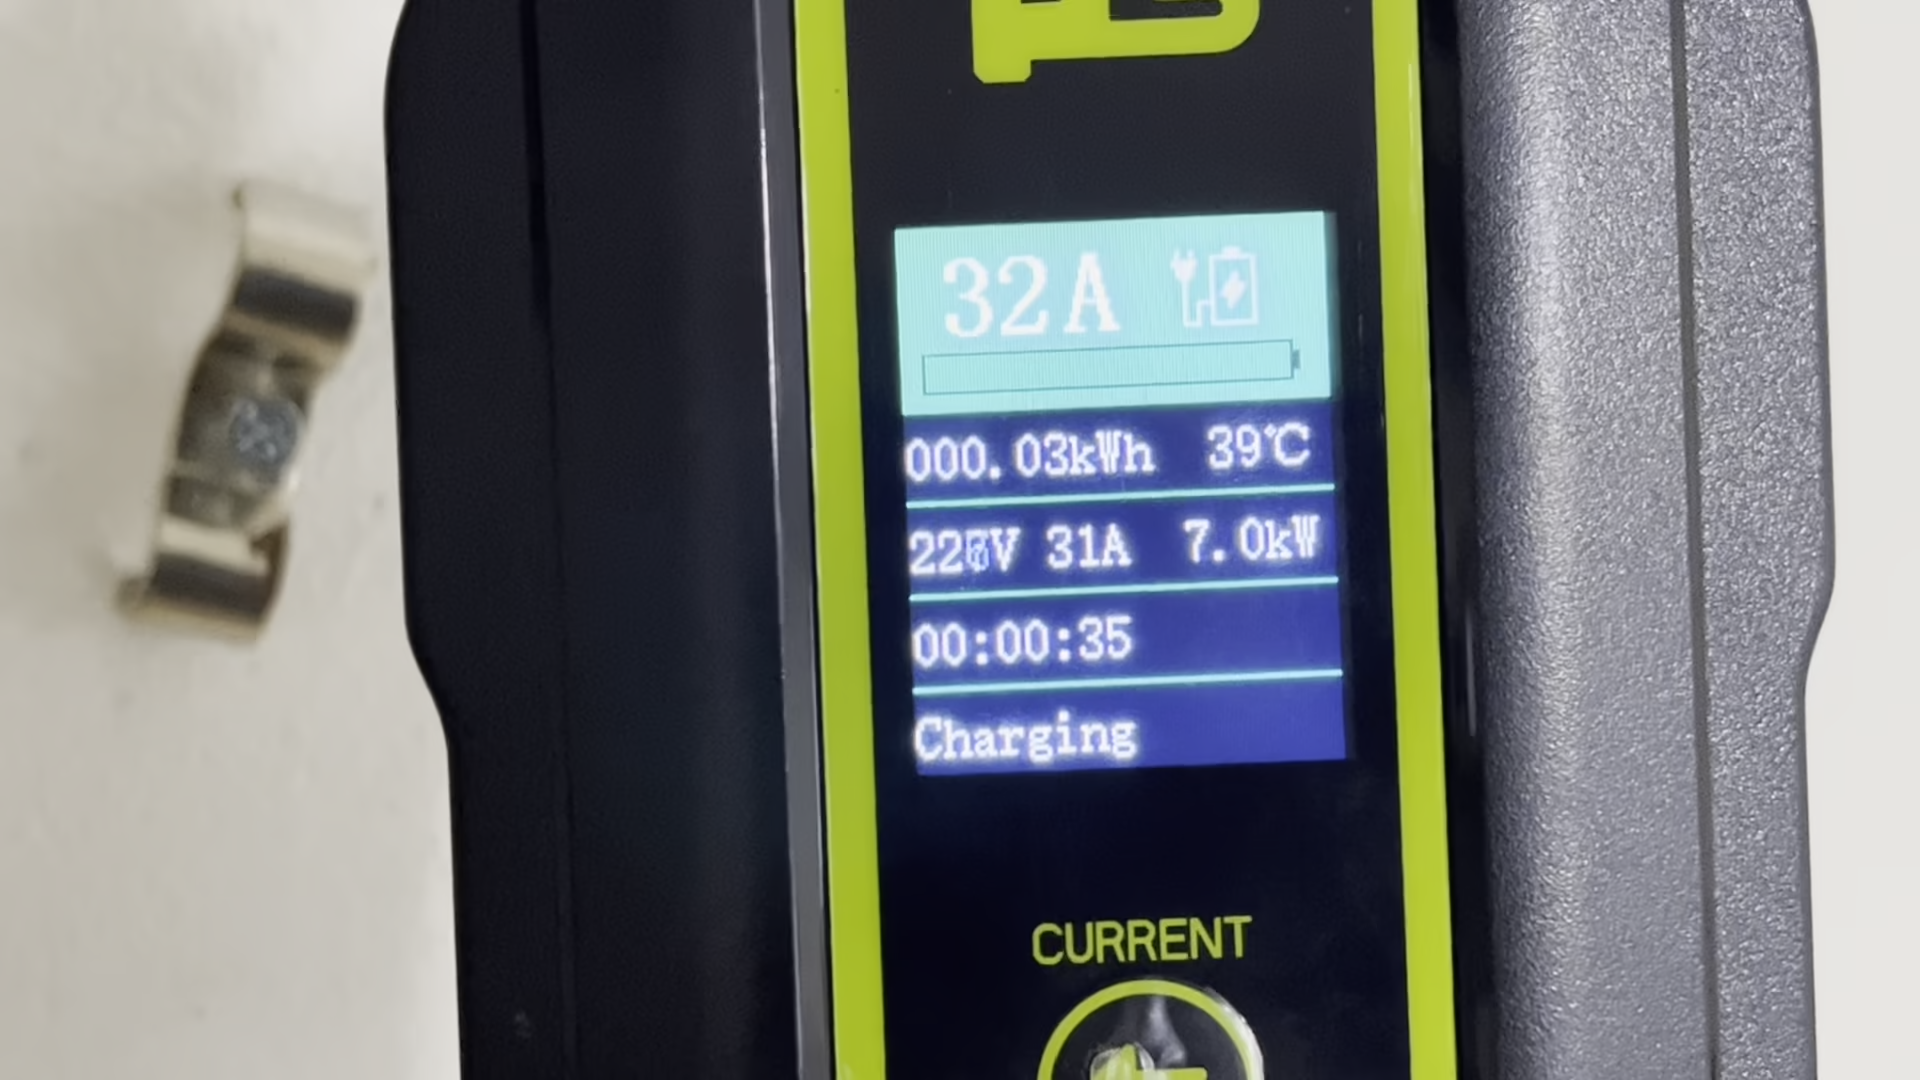 32A
000.03kWh 39℃
31A 7.0kW
00:00:35
Charging
CURRENT